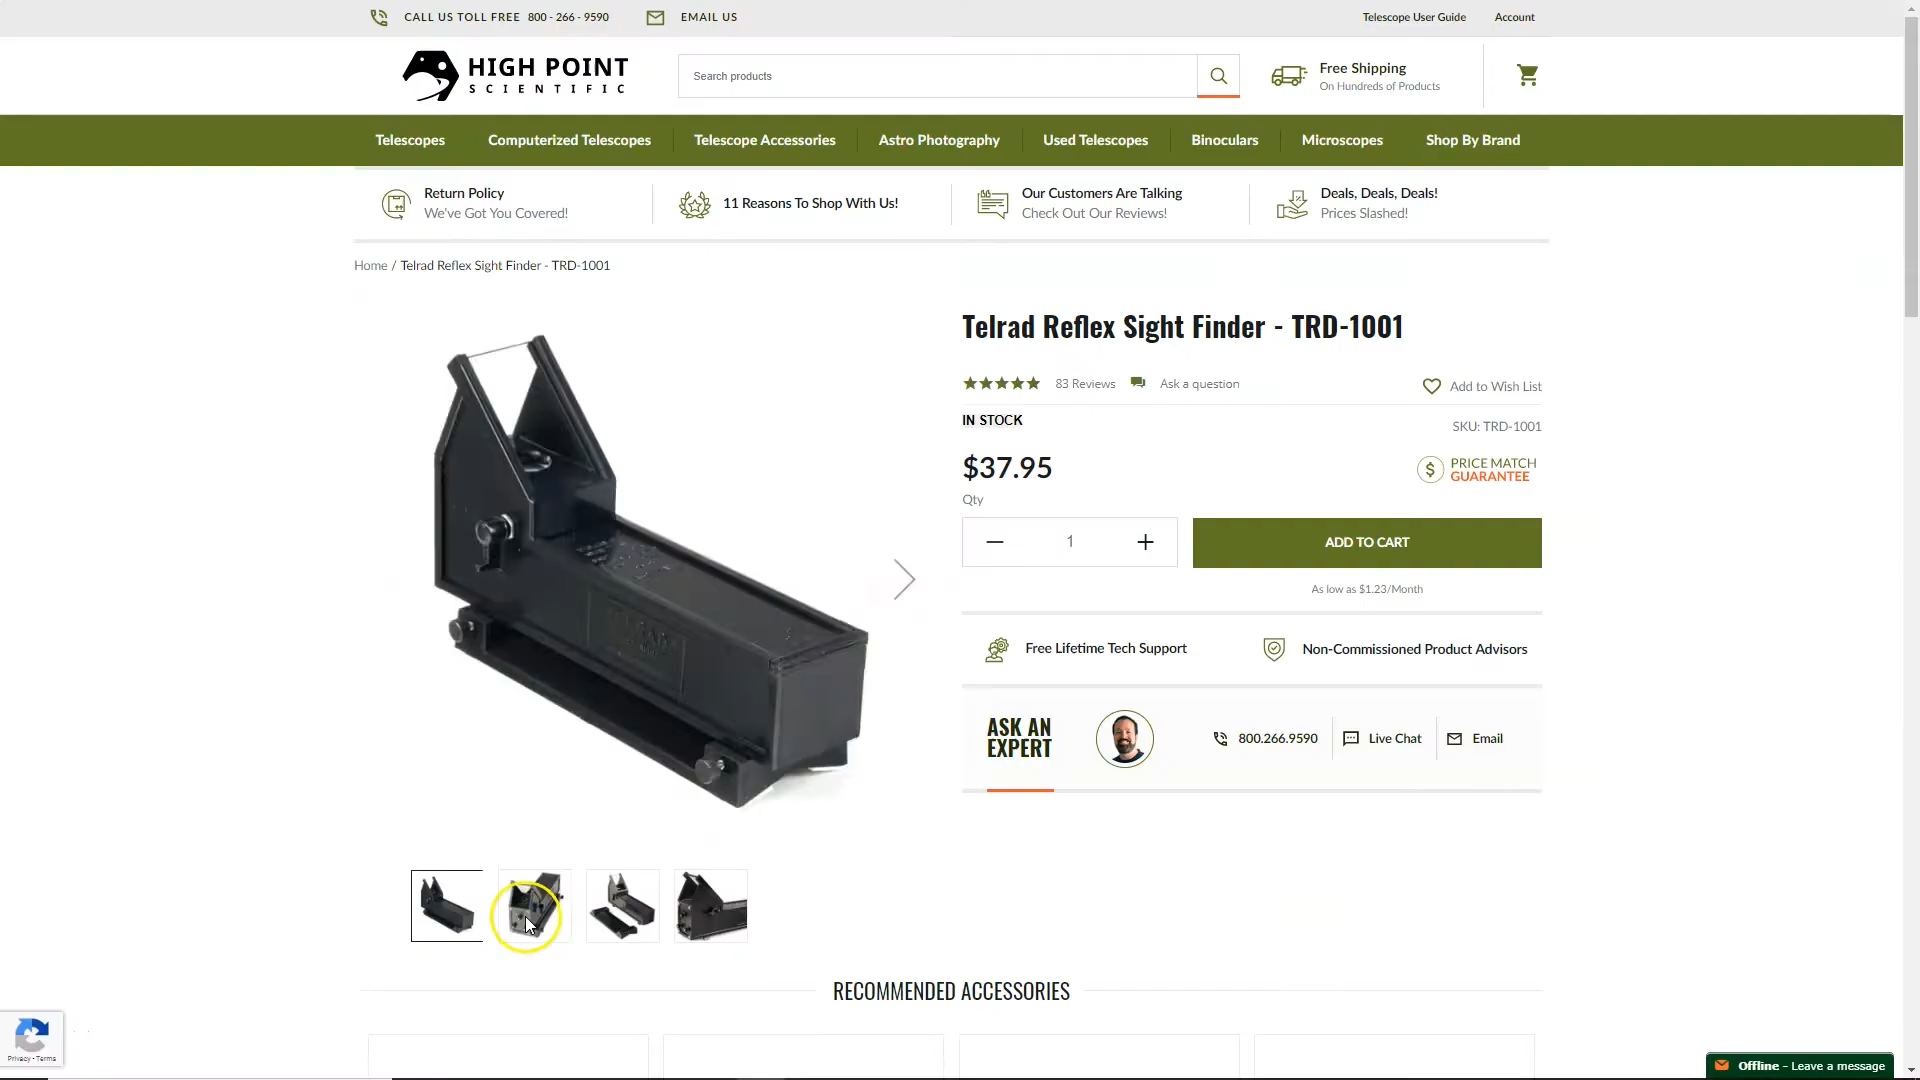 CALL US TOLL FREE 800 - 266 - 9590
EMAIL US
Telescope User Guide
Account
HIGH POINT
SCIENTIFIC
Search products
Free Shipping
On Hundreds of Products
Telescopes
Computerized Telescopes
Telescope Accessories
Astro Photography
Used Telescopes
Binoculars
Microscopes
Shop By Brand
Return Policy
We've Got You Covered!
11 Reasons To Shop With Us!
Our Customers Are Talking
Check Out Our Reviews!
Deals, Deals, Deals!
Prices Slashed!
Home / Telrad Reflex Sight Finder - TRD-1001
Telrad Reflex Sight Finder - TRD-1001
83 Reviews
Ask a question
Add to Wish List
IN STOCK
SKU: TRD-1001
$37.95
PRICE MATCH
GUARANTEE
Qty
1
ADD TO CART
As low as $1.23/Month
Free Lifetime Tech Support
Non-Commissioned Product Advisors
ASK AN
EXPERT
800.266.9590
Live Chat
Email
RECOMMENDED ACCESSORIES
Privacy - Terms
Offline - Leave a message